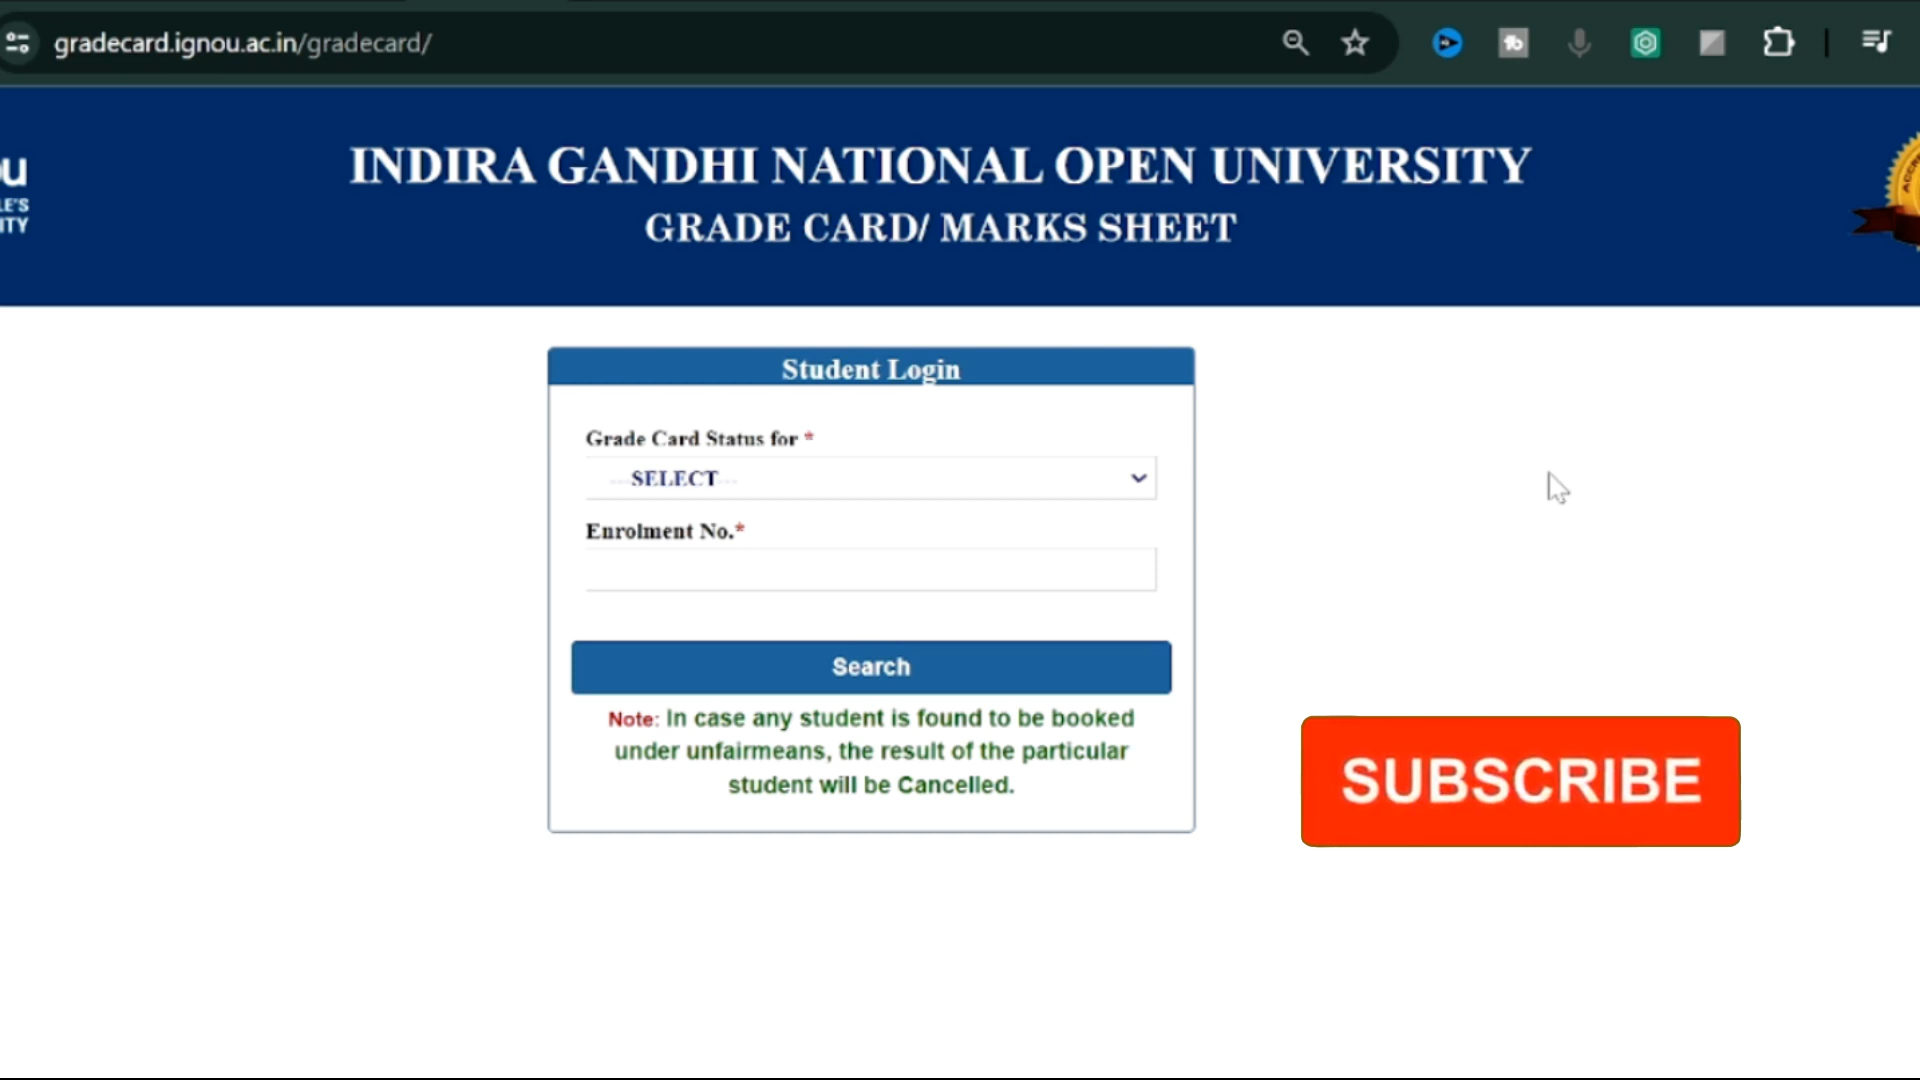 gradecard.ignou.ac.in/gradecard/
INDIRA GANDHI NATIONAL OPEN UNIVERSITY
GRADE CARD/ MARKS SHEET
Student Login
Grade Card Status for *
---SELECT---
Enrolment No.*
Search
Note: In case any student is found to be booked
under unfairmeans, the result of the particular
student will be Cancelled.
SUBSCRIBE